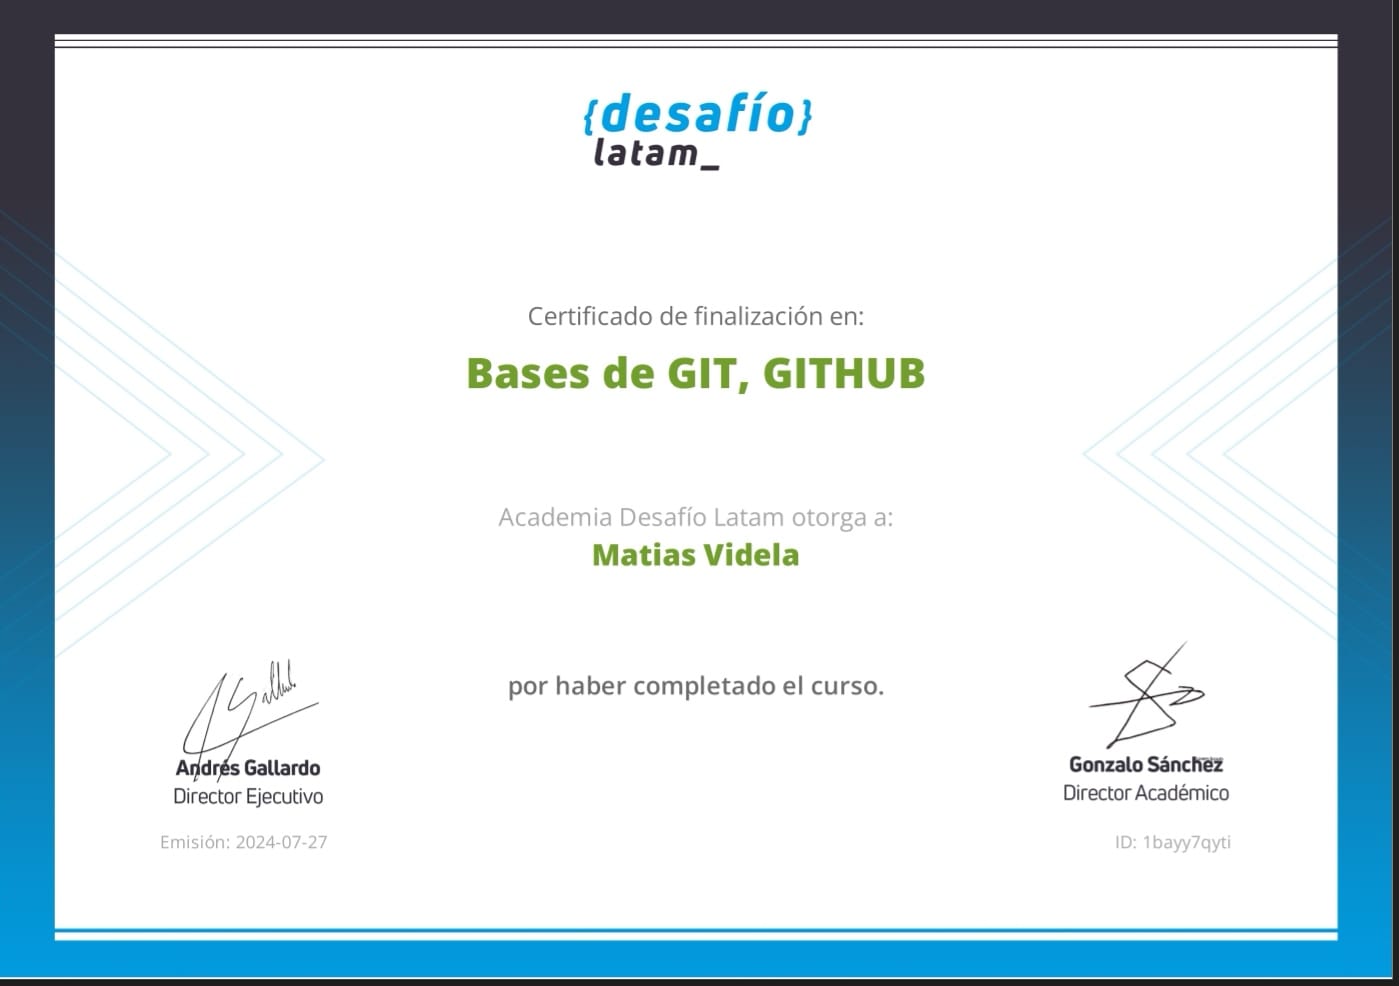 {desafío}
latam_
Certificado de finalización en:
Bases de GIT, GITHUB
Academia Desafío Latam otorga a:
Matias Videla
por haber completado el curso.
Andrés Gallardo
Director Ejecutivo
Emisión: 2024-07-27
Gonzalo Sánchez
Director Académico
ID: 1bayy7qyti